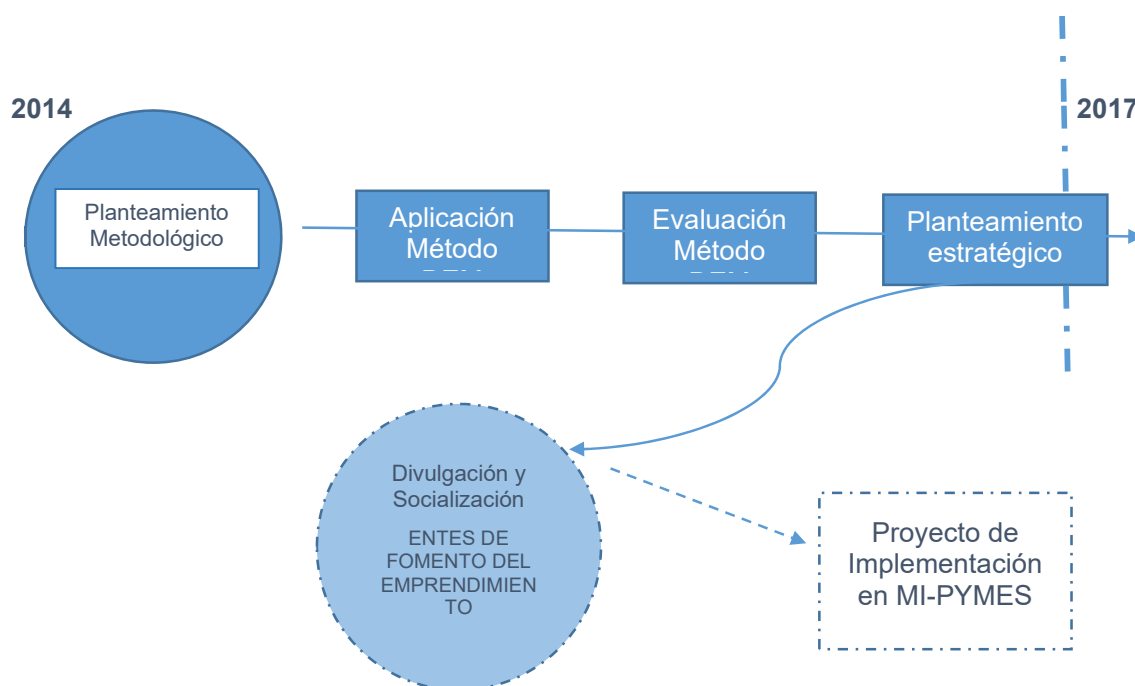 2014
2017
Planteamiento
Metodológico
Aplicación
Método
Evaluación
Método
Planteamiento
estratégico
Divulgación y
Socialización
ENTES DE
FOMENTO DEL
EMPRENDIMIEN
TO
Proyecto de
Implementación
en MI-PYMES